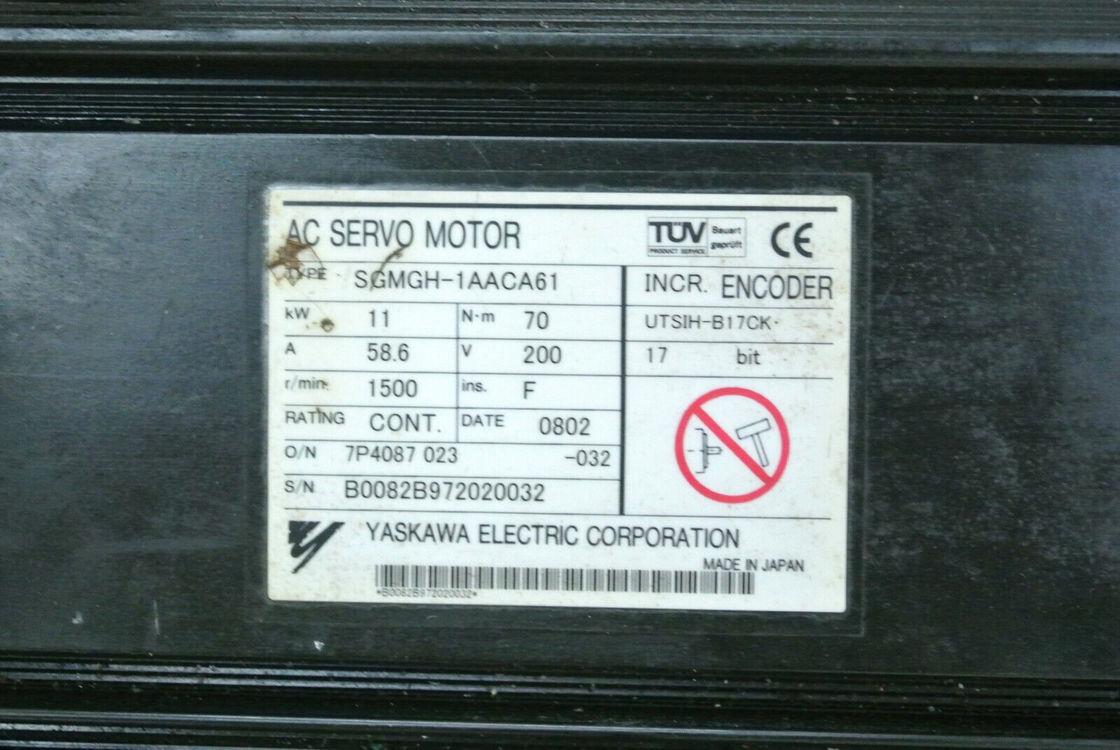 AC SERVO MOTOR
TÜV
PRODUCT SERVICE
Bauart
geprüft
CE
TYPE SGMGH-1AACA61
INCR. ENCODER
kW 11 N·m 70
UTSIH-B17CK·
A 58.6 V 200
17 bit
r/min 1500 ins. F
RATING CONT. DATE 0802
O/N 7P4087 023 -032
S/N B0082B972020032
YASKAWA ELECTRIC CORPORATION
MADE IN JAPAN
*B0082B972020032*